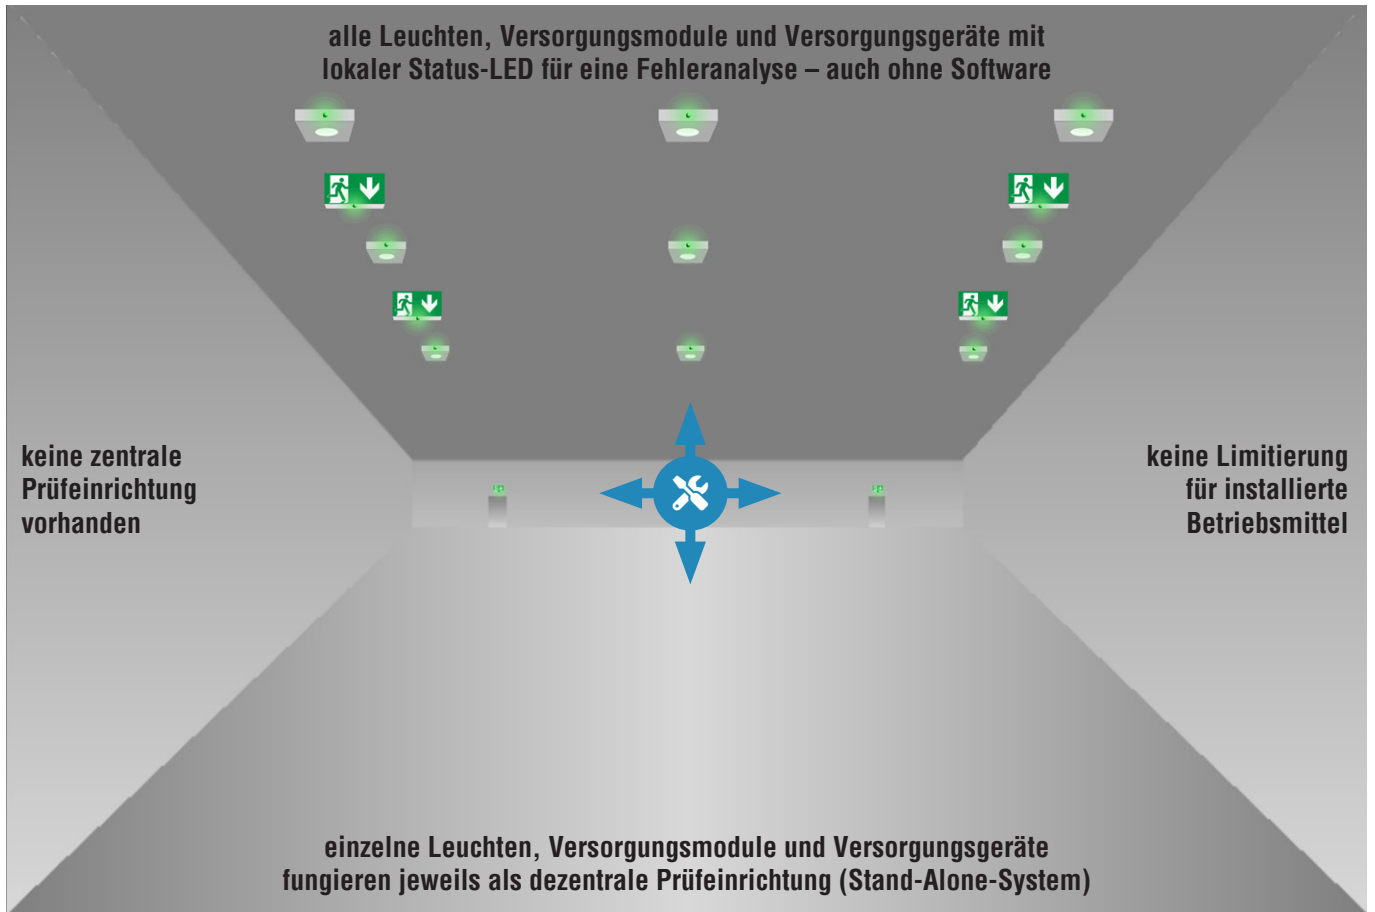 alle Leuchten, Versorgungsmodule und Versorgungsgeräte mit
lokaler Status-LED für eine Fehleranalyse – auch ohne Software
keine zentrale
Prüfeinrichtung
vorhanden
keine Limitierung
für installierte
Betriebsmittel
einzelne Leuchten, Versorgungsmodule und Versorgungsgeräte
fungieren jeweils als dezentrale Prüfeinrichtung (Stand-Alone-System)